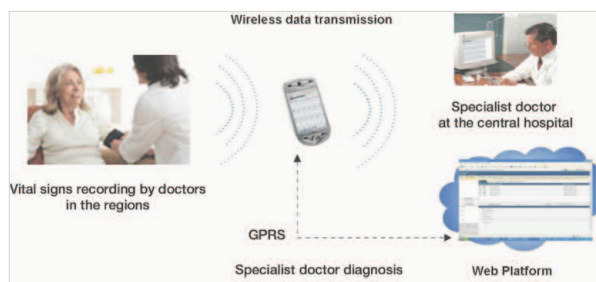 Wireless data transmission
Specialist doctor
at the central hospital
Vital signs recording by doctors
in the regions
GPRS
Specialist doctor diagnosis
Web Platform